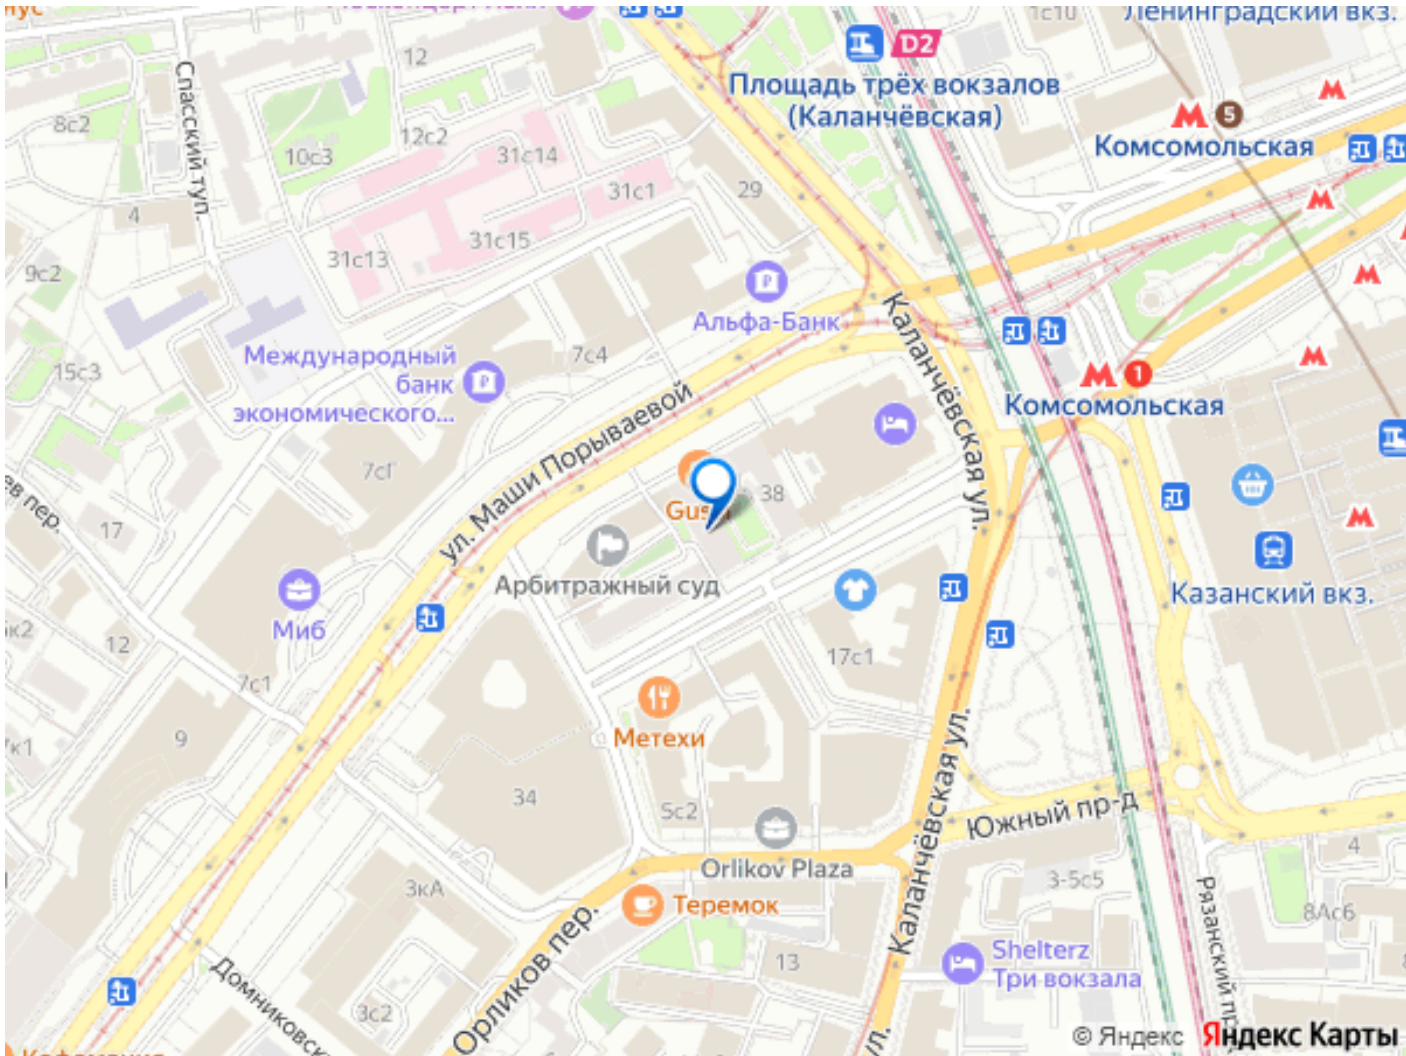 12
1с10
Ленинградский вкз.
D2
Площадь трёх вокзалов
(Каланчёвская)
Спасский туп.
8с2
12с2
10с3
31с14
5
Комсомольская
31с1
29
4
31с15
31с13
9с2
Альфа-Банк
Каланчёвская ул.
Международный
банк
экономического...
7с4
15с3
1
Комсомольская
ул. Маши Порываевой
38
17
пер.
Арбитражный суд
Казанский вкз.
Миб
12
17с1
7с1
Метехи
9
34
5с2
Каланчёвская ул.
Южный пр-д
Orlikov Plaza
4
3кА
3-5с5
Теремок
8Ас6
Орликов пер.
13
Shelterz
Три вокзала
Рязанский пр
3с2
© Яндекс
Яндекс Карты